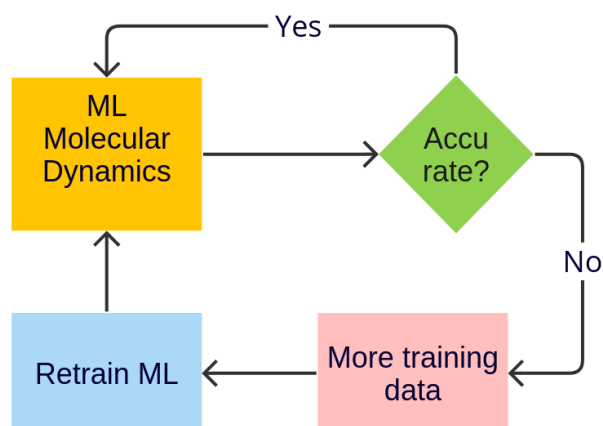 Yes
ML
Molecular
Dynamics
Accu
rate?
No
Retrain ML
More training
data